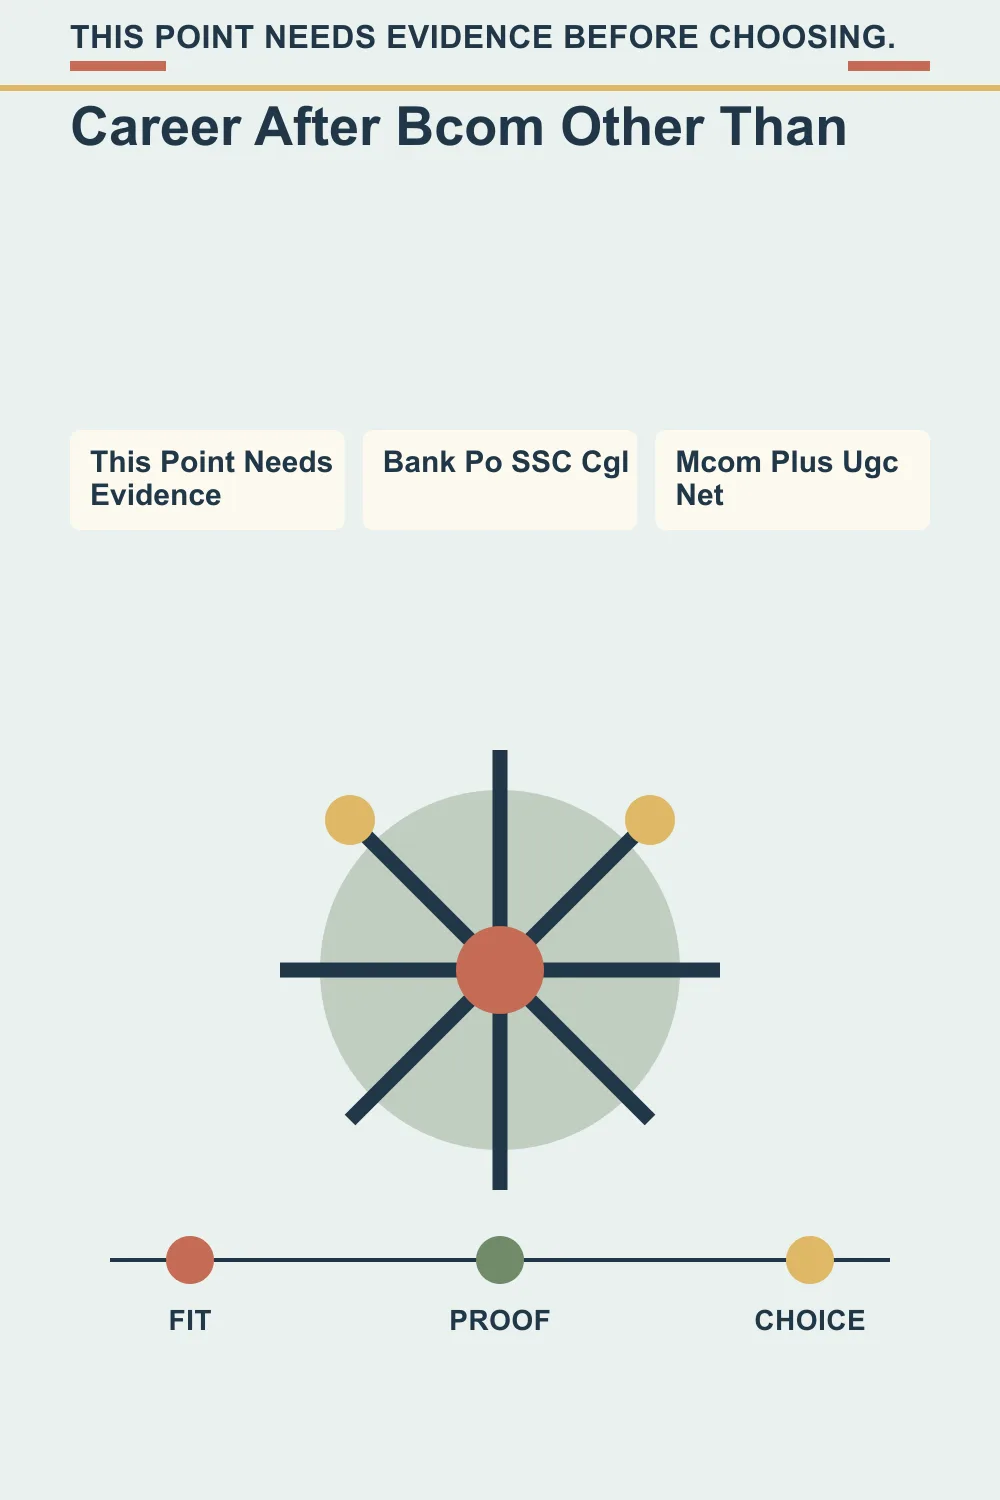 THIS POINT NEEDS EVIDENCE BEFORE CHOOSING.
Career After Bcom Other Than
This Point Needs
Evidence
Bank Po SSC Cgl
Mcom Plus Ugc
Net
FIT
PROOF
CHOICE